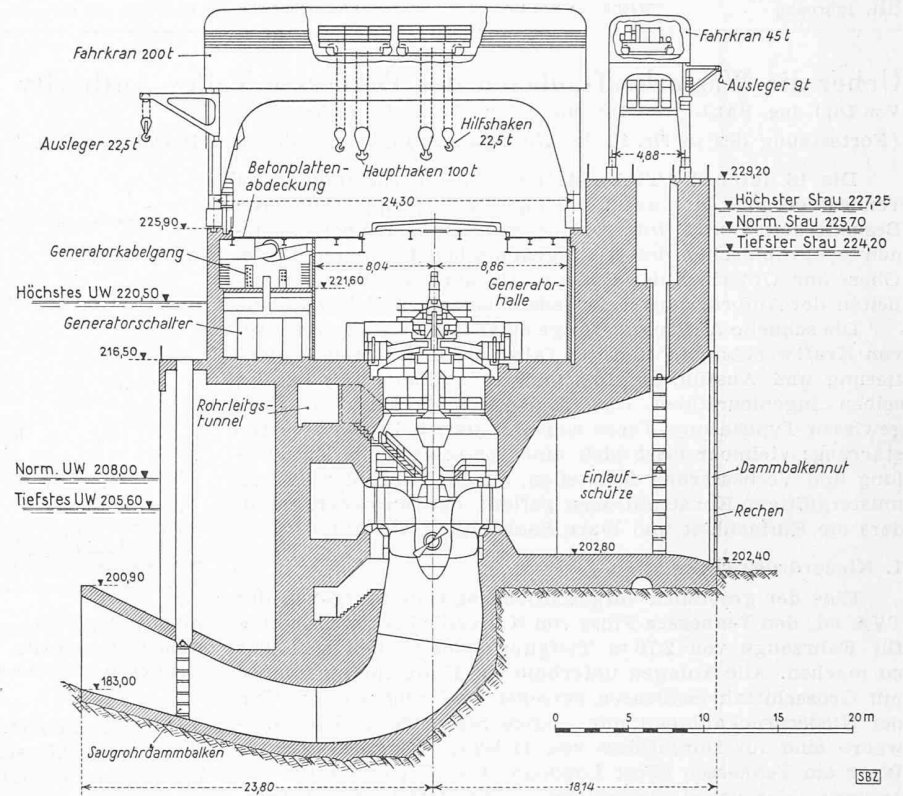 Fahrkran 200t
Fahrkran 45t
Ausleger 9t
Ausleger 22,5 t
Hilfshaken
22,5 t
Haupthaken 100t
Betonplatten-
abdeckung
4,88
229,20
24,30
Höchster Stau 227,25
Norm. Stau 225,70
Tiefster Stau 224,20
225,90
Generatorkabelgang
8,04
8,86
221,60
Generator-
halle
Höchstes UW 220,50
Generatorschalter
216,50
Rohrleitgs
tunnel
Norm. UW 208,00
Tiefstes UW 205,60
Einlauf-
schütze
Dammbalkennut
Rechen
202,80
202,40
200,90
183,00
Saugrohrdammbalken
0 5 10 15 20 m
SBZ
23,80
18,14